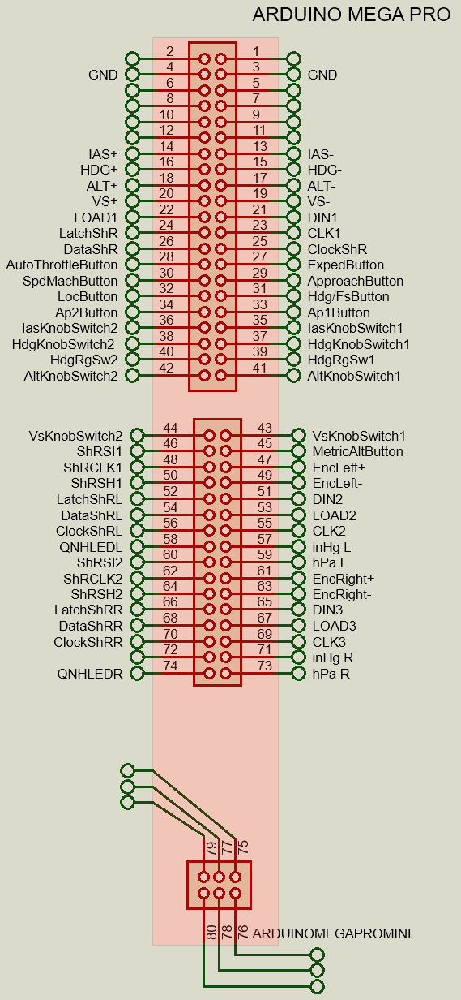 ARDUINO MEGA PRO
2 1
GND 4 3 GND
6 5
8 7
10 9
12 11
IAS+ 14 13 IAS-
HDG+ 16 15 HDG-
ALT+ 18 17 ALT-
VS+ 20 19 VS-
LOAD1 22 21 DIN1
LatchShR 24 23 CLK1
DataShR 26 25 ClockShR
AutoThrottleButton 28 27 ExpedButton
SpdMachButton 30 29 ApproachButton
LocButton 32 31 Hdg/FsButton
Ap2Button 34 33 Ap1Button
IasKnobSwitch2 36 35 IasKnobSwitch1
HdgKnobSwitch2 38 37 HdgKnobSwitch1
HdgRgSw2 40 39 HdgRgSw1
AltKnobSwitch2 42 41 AltKnobSwitch1
VsKnobSwitch2 44 43 VsKnobSwitch1
ShRSI1 46 45 MetricAltButton
ShRCLK1 48 47 EncLeft+
ShRSH1 50 49 EncLeft-
LatchShRL 52 51 DIN2
DataShRL 54 53 LOAD2
ClockShRL 56 55 CLK2
QNHLEDL 58 57 inHg L
ShRSI2 60 59 hPa L
ShRCLK2 62 61 EncRight+
ShRSH2 64 63 EncRight-
LatchShRR 66 65 DIN3
DataShRR 68 67 LOAD3
ClockShRR 70 69 CLK3
72 71 inHg R
QNHLEDR 74 73 hPa R
79 77 75
80 78 76 ARDUINOMEGAPROMINI